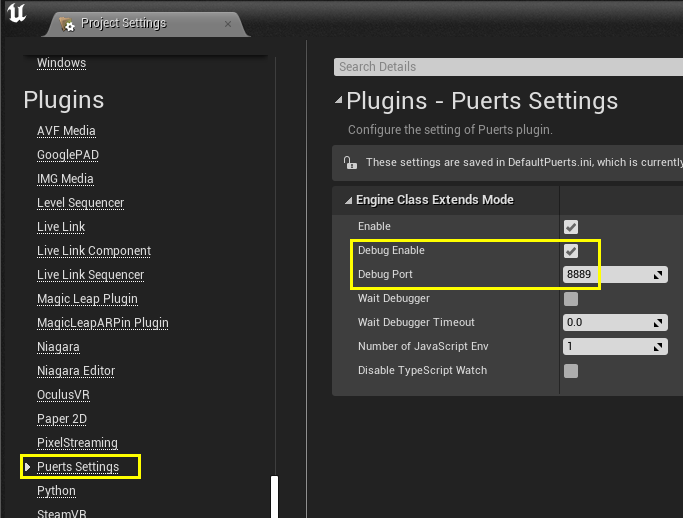 Project Settings
Windows
Plugins
AVF Media
GooglePAD
IMG Media
Level Sequencer
Live Link
Live Link Component
Live Link Sequencer
Magic Leap Plugin
MagicLeapARPin Plugin
Niagara
Niagara Editor
OculusVR
Paper 2D
PixelStreaming
Puerts Settings
Python
SteamVR
Search Details
Plugins - Puerts Settings
Configure the setting of Puerts plugin.
These settings are saved in DefaultPuerts.ini, which is currently
Engine Class Extends Mode
Enable
Debug Enable
Debug Port 8889
Wait Debugger
Wait Debugger Timeout 0.0
Number of JavaScript Env 1
Disable TypeScript Watch